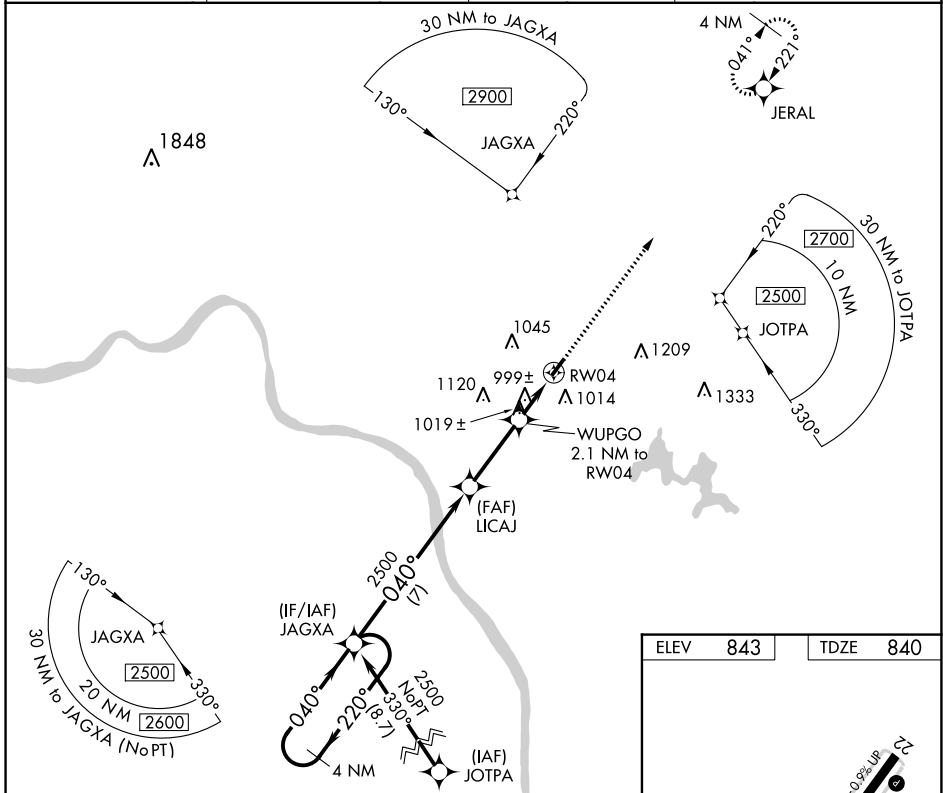 30 NM to JAGXA
2900
130°
220°
JAGXA
4 NM
041°
221°
JERAL
1848
220°
2700
30 NM to JOTPA
10 NM
2500
JOTPA
330°
1045
1209
RW04
1120
999±
1014
1333
1019±
WUPGO
2.1 NM to
RW04
(FAF)
LICAJ
2500
040°
(7)
(IF/IAF)
JAGXA
130°
JAGXA
2500
330°
20 NM
2600
30 NM to JAGXA (NoPT)
040°
220°
4 NM
2500
NoPT
330°
(8.7)
(IAF)
JOTPA
ELEV 843
TDZE 840
22
0.9% UP
P